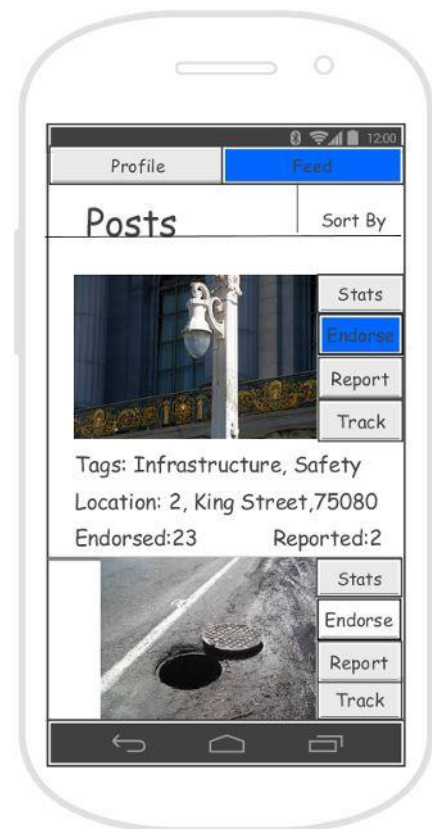 12:00
Profile Feed
Posts Sort By
Stats
Endorse
Report
Track
Tags: Infrastructure, Safety
Location: 2, King Street,75080
Endorsed:23 Reported:2
Stats
Endorse
Report
Track